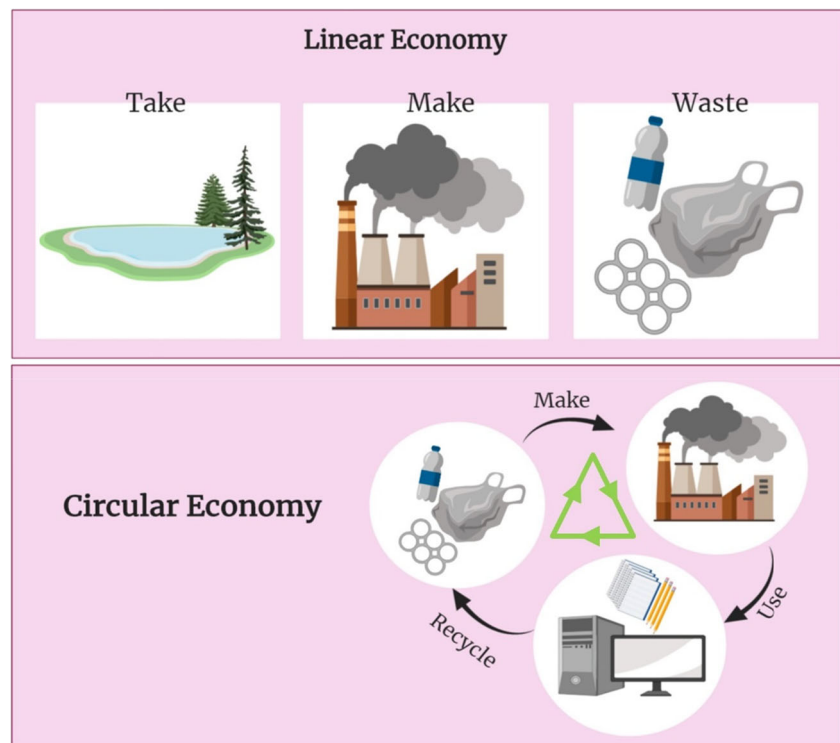 Linear Economy
Take
Make
Waste
Circular Economy
Make
Use
Recycle